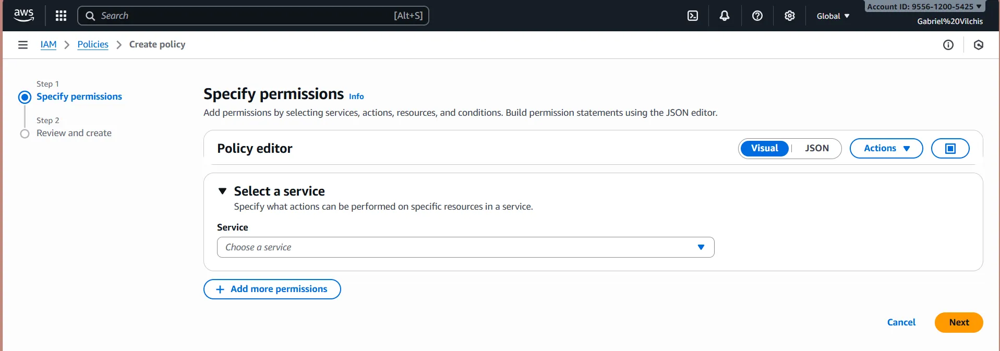 aws
Search [Alt+S]
Global
Account ID: 9556-1200-5425
Gabriel%20Vilchis
IAM > Policies > Create policy
Step 1
Specify permissions
Step 2
Review and create
Specify permissions Info
Add permissions by selecting services, actions, resources, and conditions. Build permission statements using the JSON editor.
Policy editor
Visual | JSON
Actions
Select a service
Specify what actions can be performed on specific resources in a service.
Service
Choose a service
+ Add more permissions
Cancel
Next